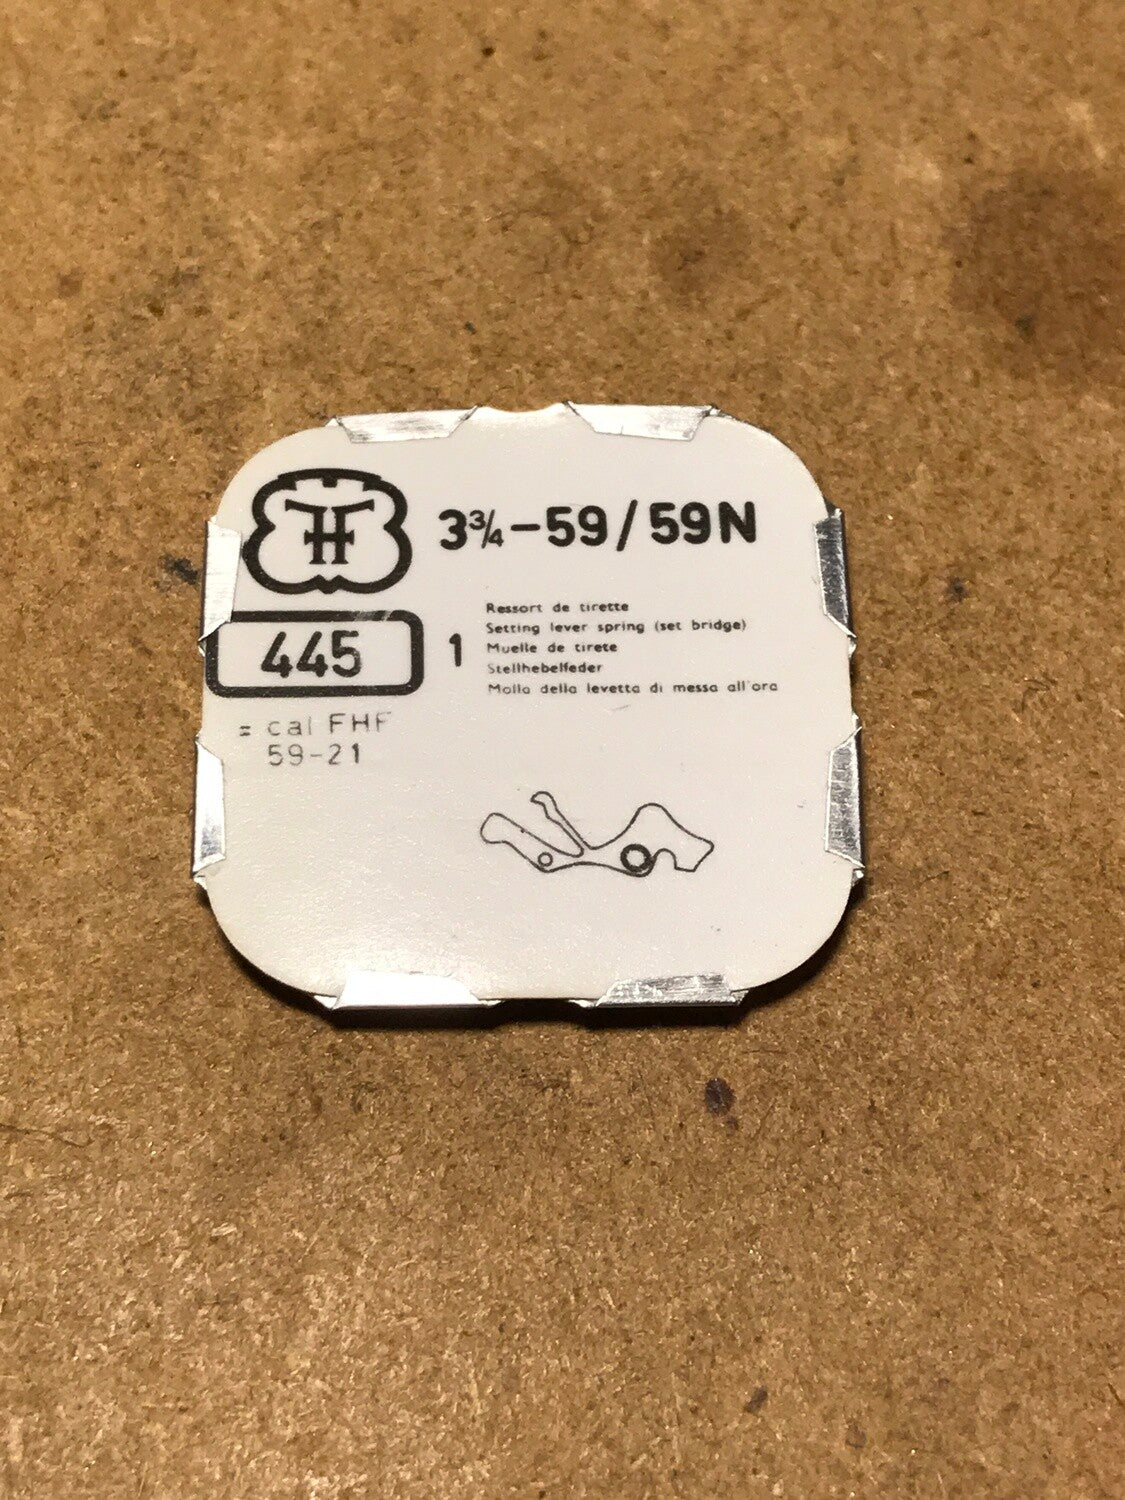 FHF
3¾-59/59N
445
1
Ressort de tirette
Setting lever spring (set bridge)
Muelle de tirete
Stellhebelfeder
Molla della levetta di messa all'ora
= cal FHF
59-21